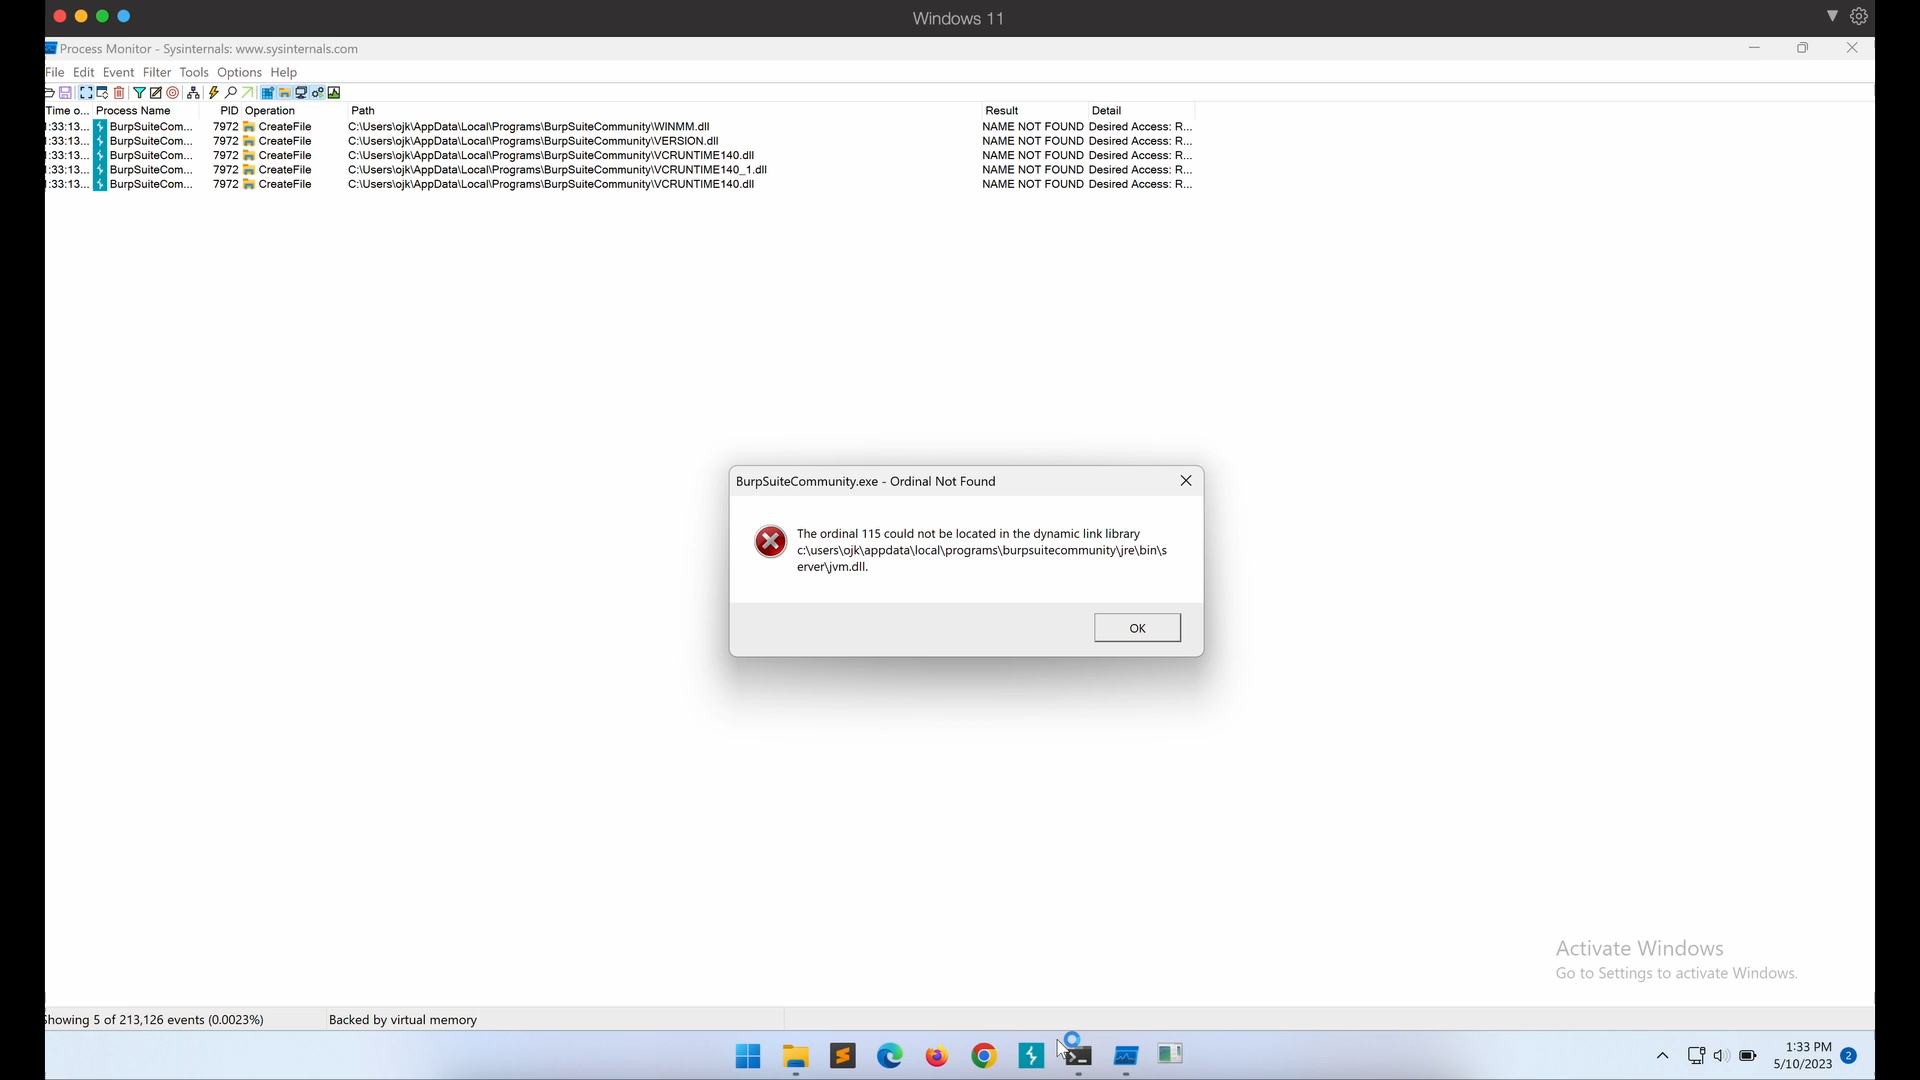 Windows 11
Process Monitor - Sysinternals: www.sysinternals.com
File Edit Event Filter Tools Options Help
Time o... Process Name PID Operation Path Result Detail
:33:13... BurpSuiteCom... 7972 CreateFile C:\Users\ojk\AppData\Local\Programs\BurpSuiteCommunity\WINMM.dll NAME NOT FOUND Desired Access: R...
:33:13... BurpSuiteCom... 7972 CreateFile C:\Users\ojk\AppData\Local\Programs\BurpSuiteCommunity\VERSION.dll NAME NOT FOUND Desired Access: R...
:33:13... BurpSuiteCom... 7972 CreateFile C:\Users\ojk\AppData\Local\Programs\BurpSuiteCommunity\VCRUNTIME140.dll NAME NOT FOUND Desired Access: R...
:33:13... BurpSuiteCom... 7972 CreateFile C:\Users\ojk\AppData\Local\Programs\BurpSuiteCommunity\VCRUNTIME140_1.dll NAME NOT FOUND Desired Access: R...
:33:13... BurpSuiteCom... 7972 CreateFile C:\Users\ojk\AppData\Local\Programs\BurpSuiteCommunity\VCRUNTIME140.dll NAME NOT FOUND Desired Access: R...
BurpSuiteCommunity.exe - Ordinal Not Found
The ordinal 115 could not be located in the dynamic link library
c:\users\ojk\appdata\local\programs\burpsuitecommunity\jre\bin\s
erver\jvm.dll.
OK
Activate Windows
Go to Settings to activate Windows.
Showing 5 of 213,126 events (0.0023%) Backed by virtual memory
1:33 PM
5/10/2023
2